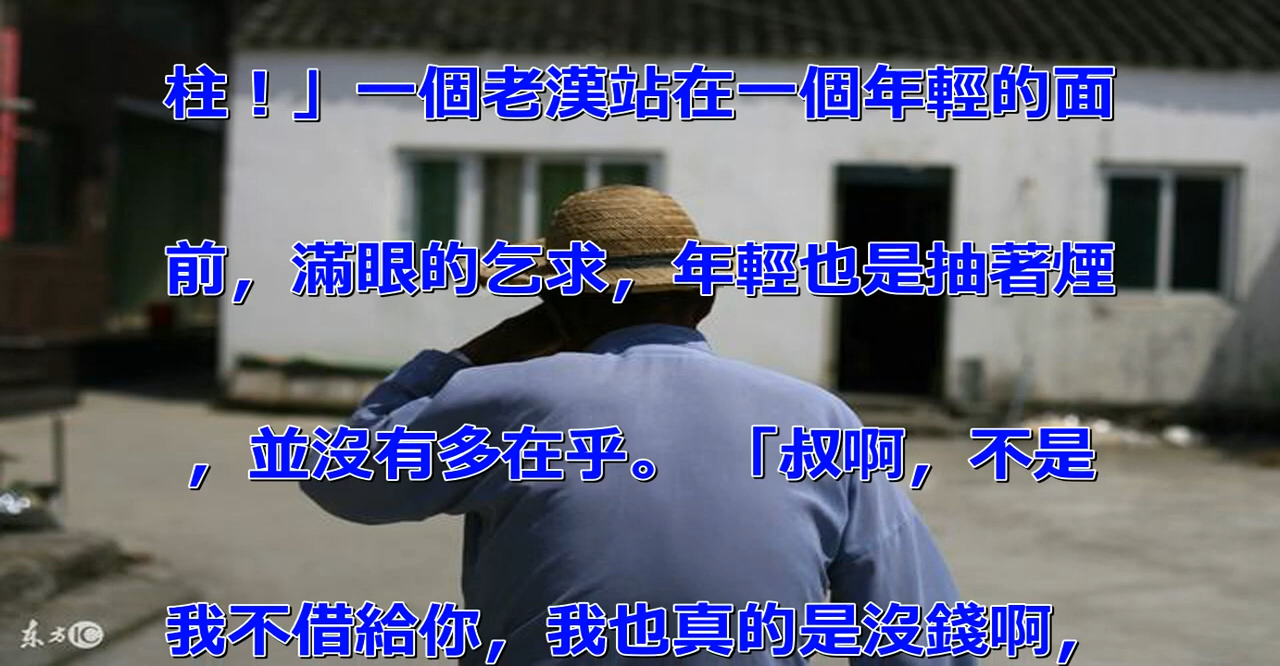 柱！」一個老漢站在一個年輕的面
前，滿眼的乞求，年輕也是抽著煙
，並沒有多在乎。 「叔啊，不是
我不借給你，我也真的是沒錢啊，
东方IC